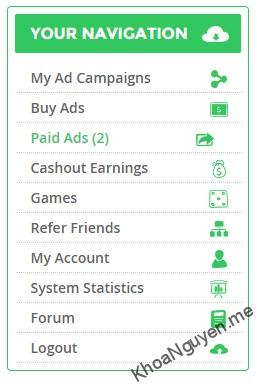 YOUR NAVIGATION
My Ad Campaigns
Buy Ads
Paid Ads (2)
Cashout Earnings
Games
Refer Friends
My Account
System Statistics
Forum
Logout
KhoaNguyen.me